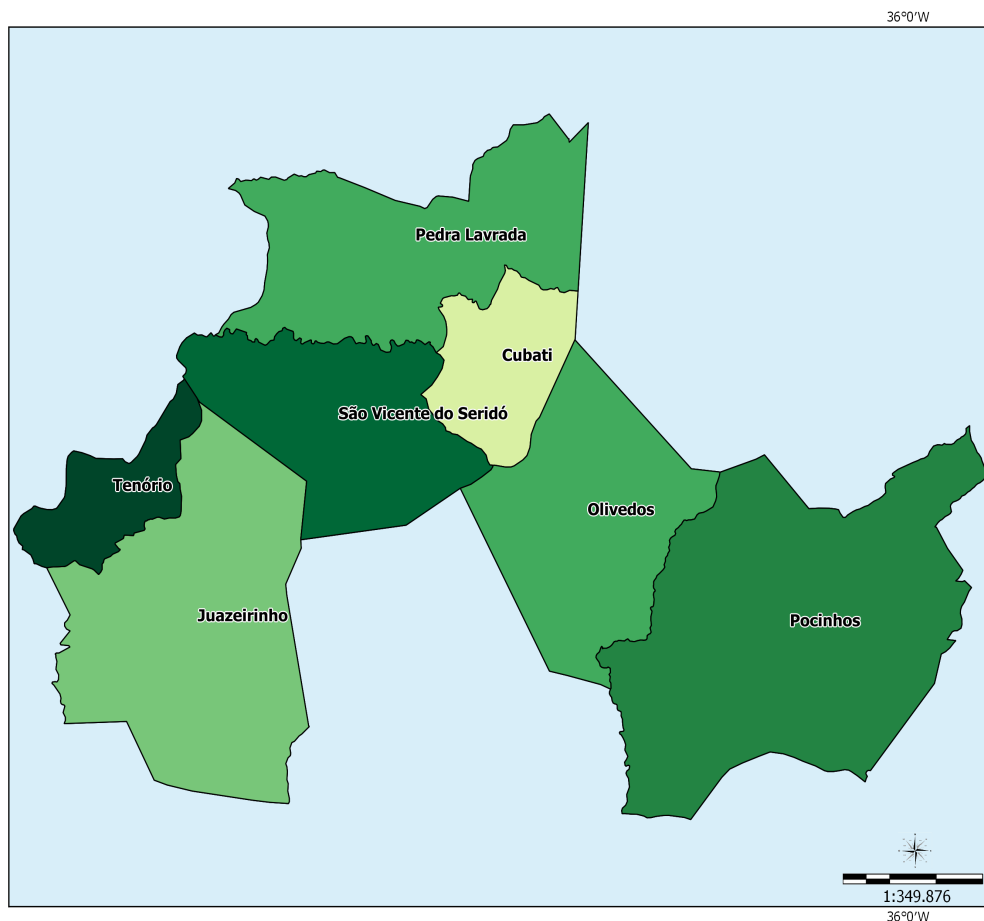 36°0'W
Pedra Lavrada
Cubati
São Vicente do Seridó
Tenório
Olivedos
Juazeirinho
Pocinhos
1:349.876
36°0'W